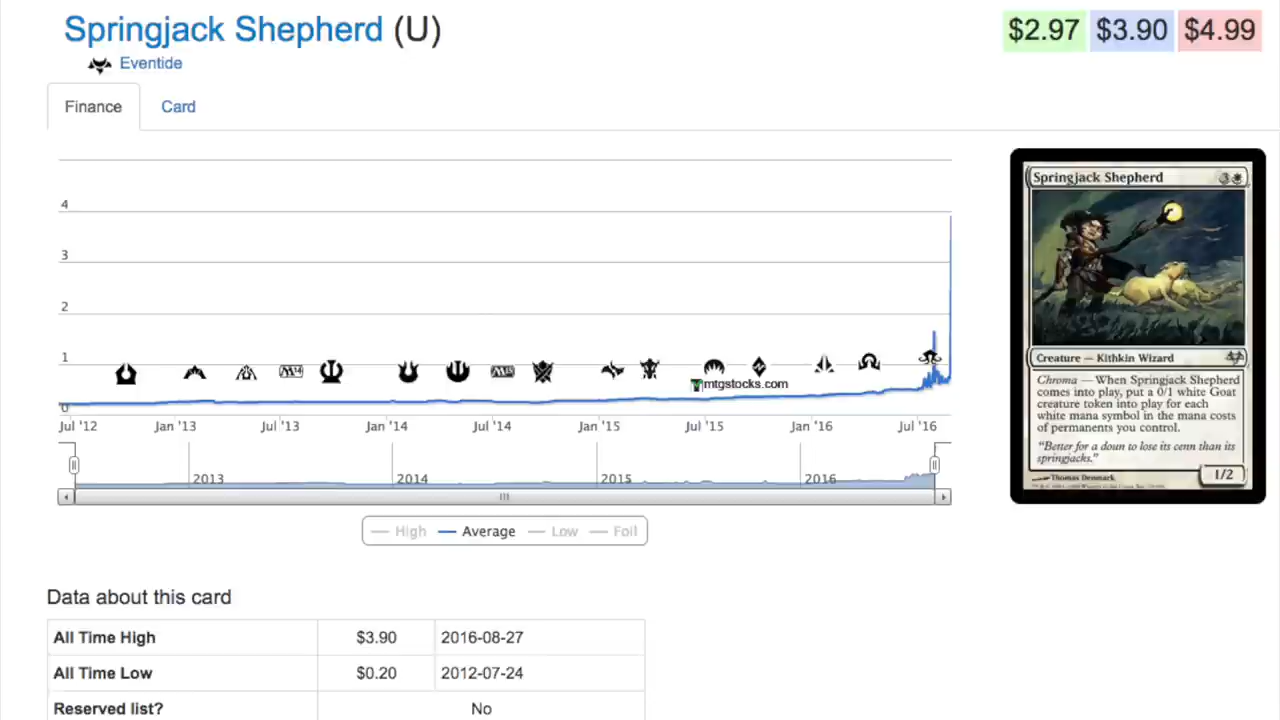 Springjack Shepherd (U)
$2.97 $3.90 $4.99
Eventide
Finance Card
4
3
2
1
0
M14
M15
mtgstocks.com
Jul '12 Jan '13 Jul '13 Jan '14 Jul '14 Jan '15 Jul '15 Jan '16 Jul '16
2013 2014 2015 2016
High Average Low Foil
Springjack Shepherd 3
Creature — Kithkin Wizard
Chroma — When Springjack Shepherd
comes into play, put a 0/1 white Goat
creature token into play for each
white mana symbol in the mana costs
of permanents you control.
"Better for a doun to lose its cenn than its
springjacks."
Thomas Denmark
1/2
Data about this card
All Time High $3.90 2016-08-27
All Time Low $0.20 2012-07-24
Reserved list? No